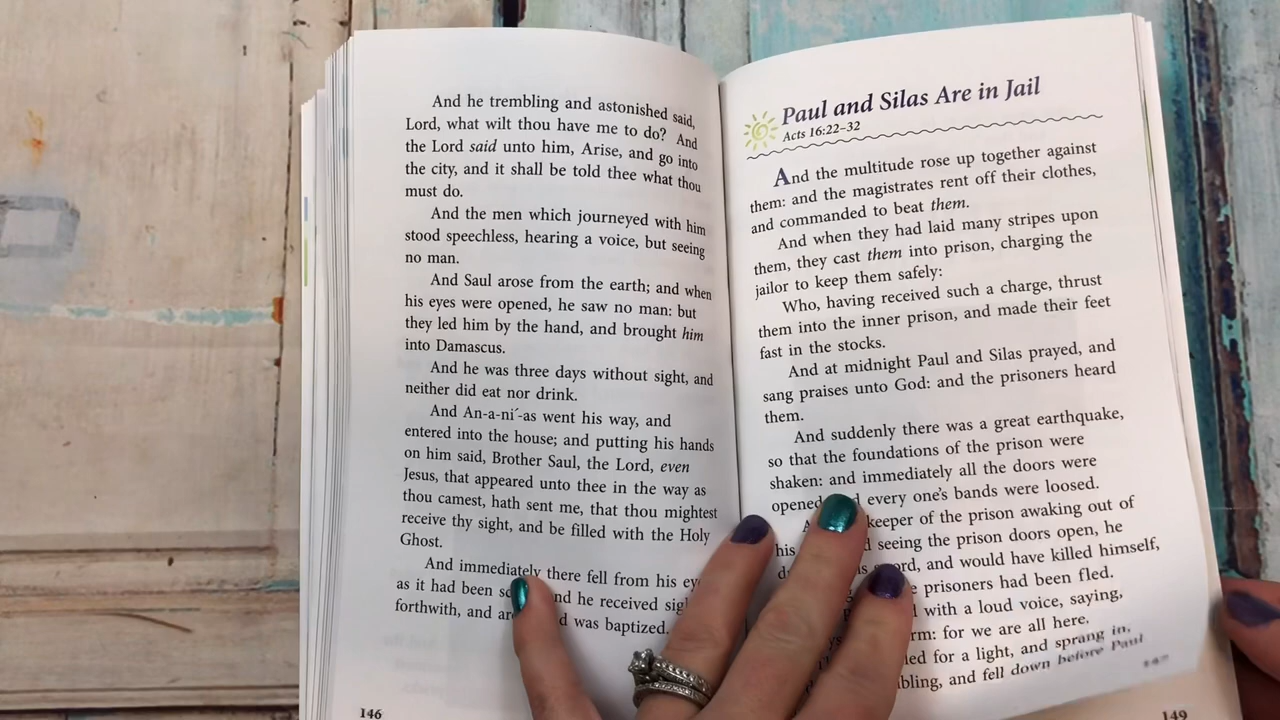 And he trembling and astonished said,
Lord, what wilt thou have me to do? And
the Lord said unto him, Arise, and go into
the city, and it shall be told thee what thou
must do.
And the men which journeyed with him
stood speechless, hearing a voice, but seeing
no man.
And Saul arose from the earth; and when
his eyes were opened, he saw no man: but
they led him by the hand, and brought him
into Damascus.
And he was three days without sight, and
neither did eat nor drink.
And An-a-ni´-as went his way, and
entered into the house; and putting his hands
on him said, Brother Saul, the Lord, even
Jesus, that appeared unto thee in the way as
thou camest, hath sent me, that thou mightest
receive thy sight, and be filled with the Holy
Ghost.
And immediately there fell from his
as it had been and he received
forthwith, and was baptized.
146
Paul and Silas Are in Jail
Acts 16:22–32
And the multitude rose up together against
them: and the magistrates rent off their clothes,
and commanded to beat them.
And when they had laid many stripes upon
them, they cast them into prison, charging the
jailor to keep them safely:
Who, having received such a charge, thrust
them into the inner prison, and made their feet
fast in the stocks.
And at midnight Paul and Silas prayed, and
sang praises unto God: and the prisoners heard
them.
And suddenly there was a great earthquake,
so that the foundations of the prison were
shaken: and immediately all the doors were
opened every one's bands were loosed.
keeper of the prison awaking out of
his seeing the prison doors open, he
and would have killed himself,
prisoners had been fled.
with a loud voice, saying,
for we are all here.
for a light, and sprang in,
and fell down before Paul
147
149